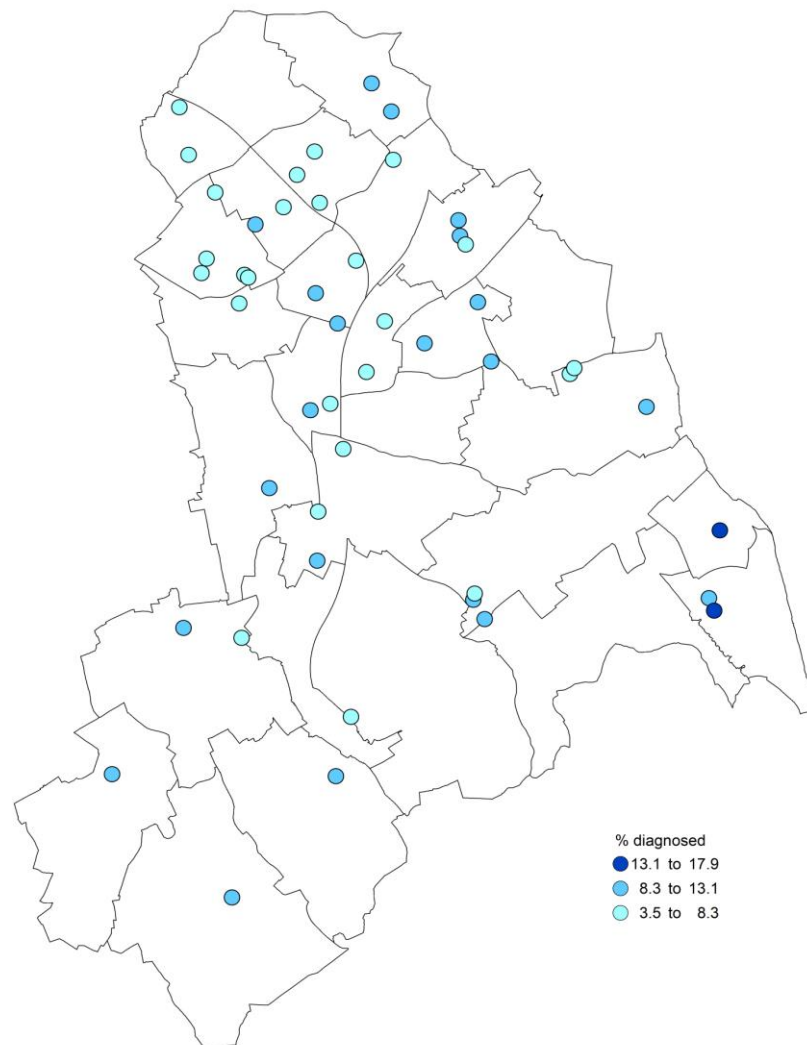 % diagnosed
13.1 to 17.9
8.3 to 13.1
3.5 to 8.3